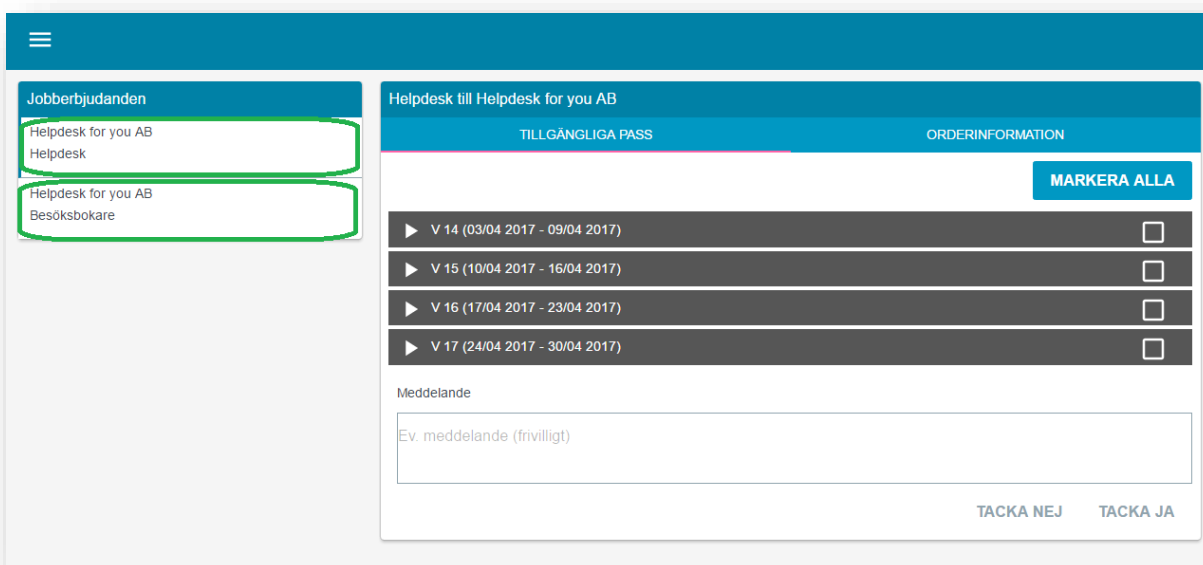 Jobberbjudanden
Helpdesk for you AB
Helpdesk
Helpdesk for you AB
Besöksbokare
Helpdesk till Helpdesk for you AB
TILLGÄNGLIGA PASS
ORDERINFORMATION
MARKERA ALLA
V 14 (03/04 2017 - 09/04 2017)
V 15 (10/04 2017 - 16/04 2017)
V 16 (17/04 2017 - 23/04 2017)
V 17 (24/04 2017 - 30/04 2017)
Meddelande
Ev. meddelande (frivilligt)
TACKA NEJ
TACKA JA